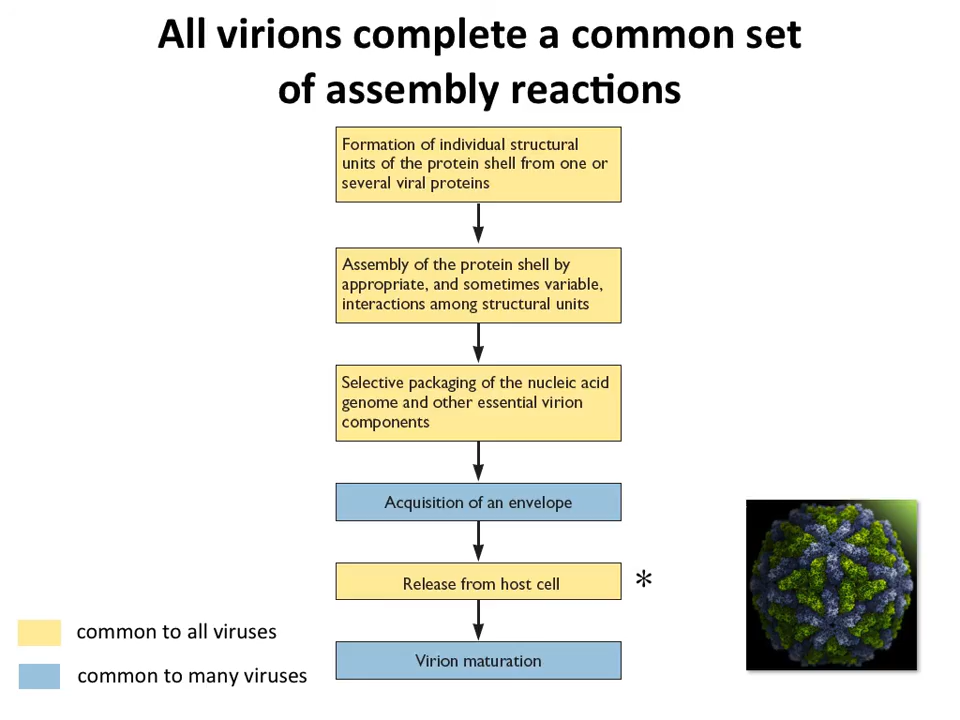 All virions complete a common set
of assembly reactions
Formation of individual structural
units of the protein shell from one or
several viral proteins
Assembly of the protein shell by
appropriate, and sometimes variable,
interactions among structural units
Selective packaging of the nucleic acid
genome and other essential virion
components
Acquisition of an envelope
Release from host cell *
Virion maturation
common to all viruses
common to many viruses